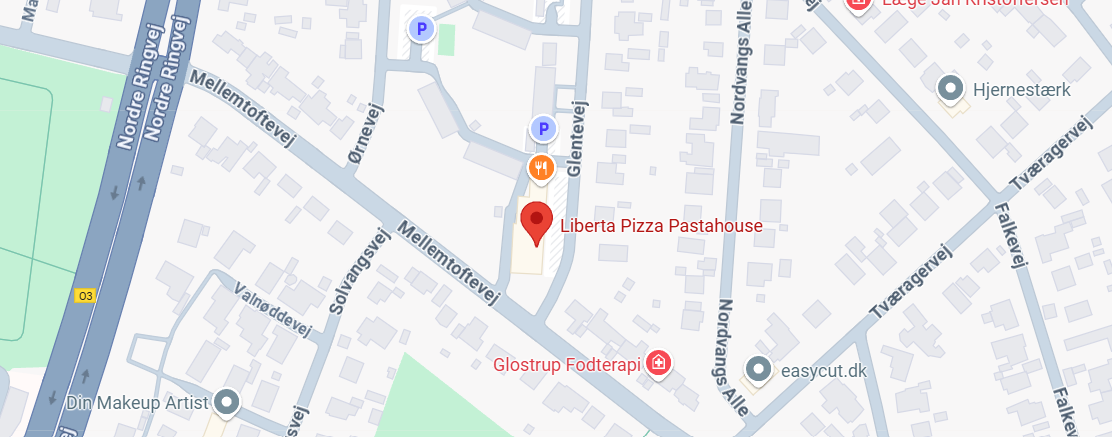 Læge Jan Kristoffersen
Nordre Ringvej
Nordre Ringvej
Mellemtoftevej
Ørnevej
P
P
Glentevej
Nordvangs Alle
Hjernestærk
Tværagervej
Falkevej
Liberta Pizza Pastahouse
Mellemtoftevej
Solvangsvej
Valnøddevej
O3
Tværagervej
Nordvangs Alle
Glostrup Fodterapi
easycut.dk
Din Makeup Artist
Falkevej